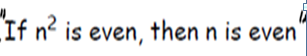 "If n² is even, then n is even"